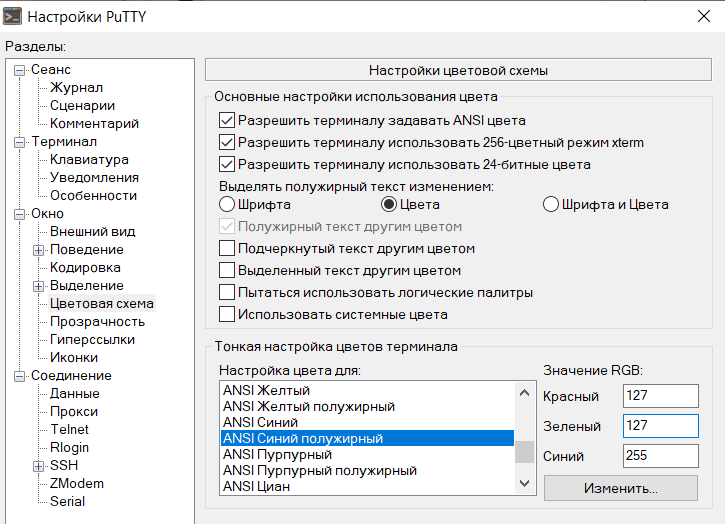 Настройки PuTTY
Разделы:
Сеанс
Журнал
Сценарии
Комментарий
Терминал
Клавиатура
Уведомления
Особенности
Окно
Внешний вид
Поведение
Кодировка
Выделение
Цветовая схема
Прозрачность
Гиперссылки
Иконки
Соединение
Данные
Прокси
Telnet
Rlogin
SSH
ZModem
Serial
Настройки цветовой схемы
Основные настройки использования цвета
Разрешить терминалу задавать ANSI цвета
Разрешить терминалу использовать 256-цветный режим xterm
Разрешить терминалу использовать 24-битные цвета
Выделять полужирный текст изменением:
Шрифта Цвета Шрифта и Цвета
Полужирный текст другим цветом
Подчеркнутый текст другим цветом
Выделенный текст другим цветом
Пытаться использовать логические палитры
Использовать системные цвета
Тонкая настройка цветов терминала
Настройка цвета для:
ANSI Желтый
ANSI Желтый полужирный
ANSI Синий
ANSI Синий полужирный
ANSI Пурпурный
ANSI Пурпурный полужирный
ANSI Циан
Значение RGB:
Красный 127
Зеленый 127
Синий 255
Изменить...